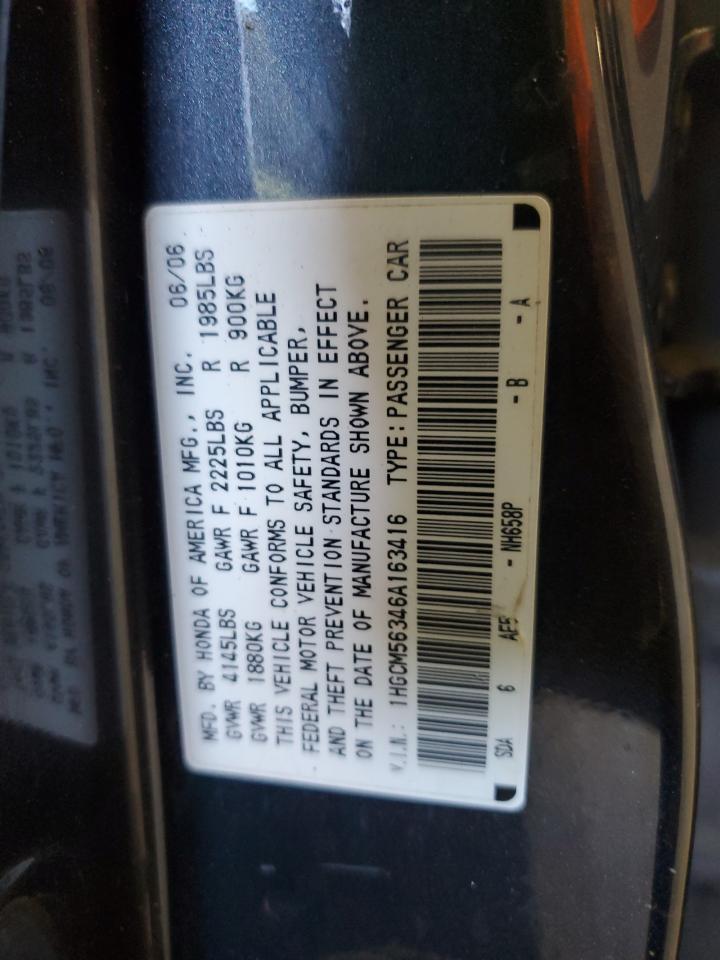 MFD. BY HONDA OF AMERICA MFG., INC. 06/06
GVWR 4145LBS GAWR F 2225LBS R 1985LBS
GVWR 1880KG GAWR F 1010KG R 900KG
THIS VEHICLE CONFORMS TO ALL APPLICABLE
FEDERAL MOTOR VEHICLE SAFETY, BUMPER,
AND THEFT PREVENTION STANDARDS IN EFFECT
ON THE DATE OF MANUFACTURE SHOWN ABOVE.
V.I.N.: 1HGCM56346A163416 TYPE: PASSENGER CAR
SDA 6 AE5 - NH658P - B - A